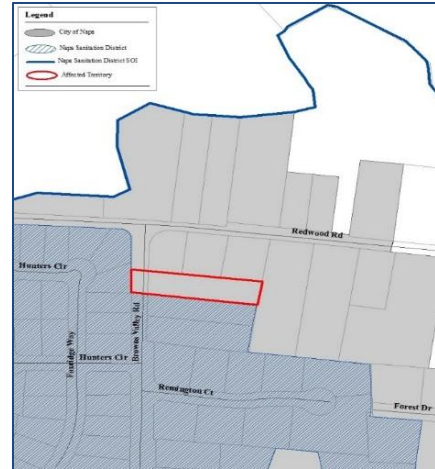 Legend
City of Napa
Napa Sanitation District
Napa Sanitation District SOI
Affected Territory
Redwood Rd
Hunters Cir
Foxridge Way
Browns Valley Rd
Hunters Cir
Remington Ct
Forest Dr